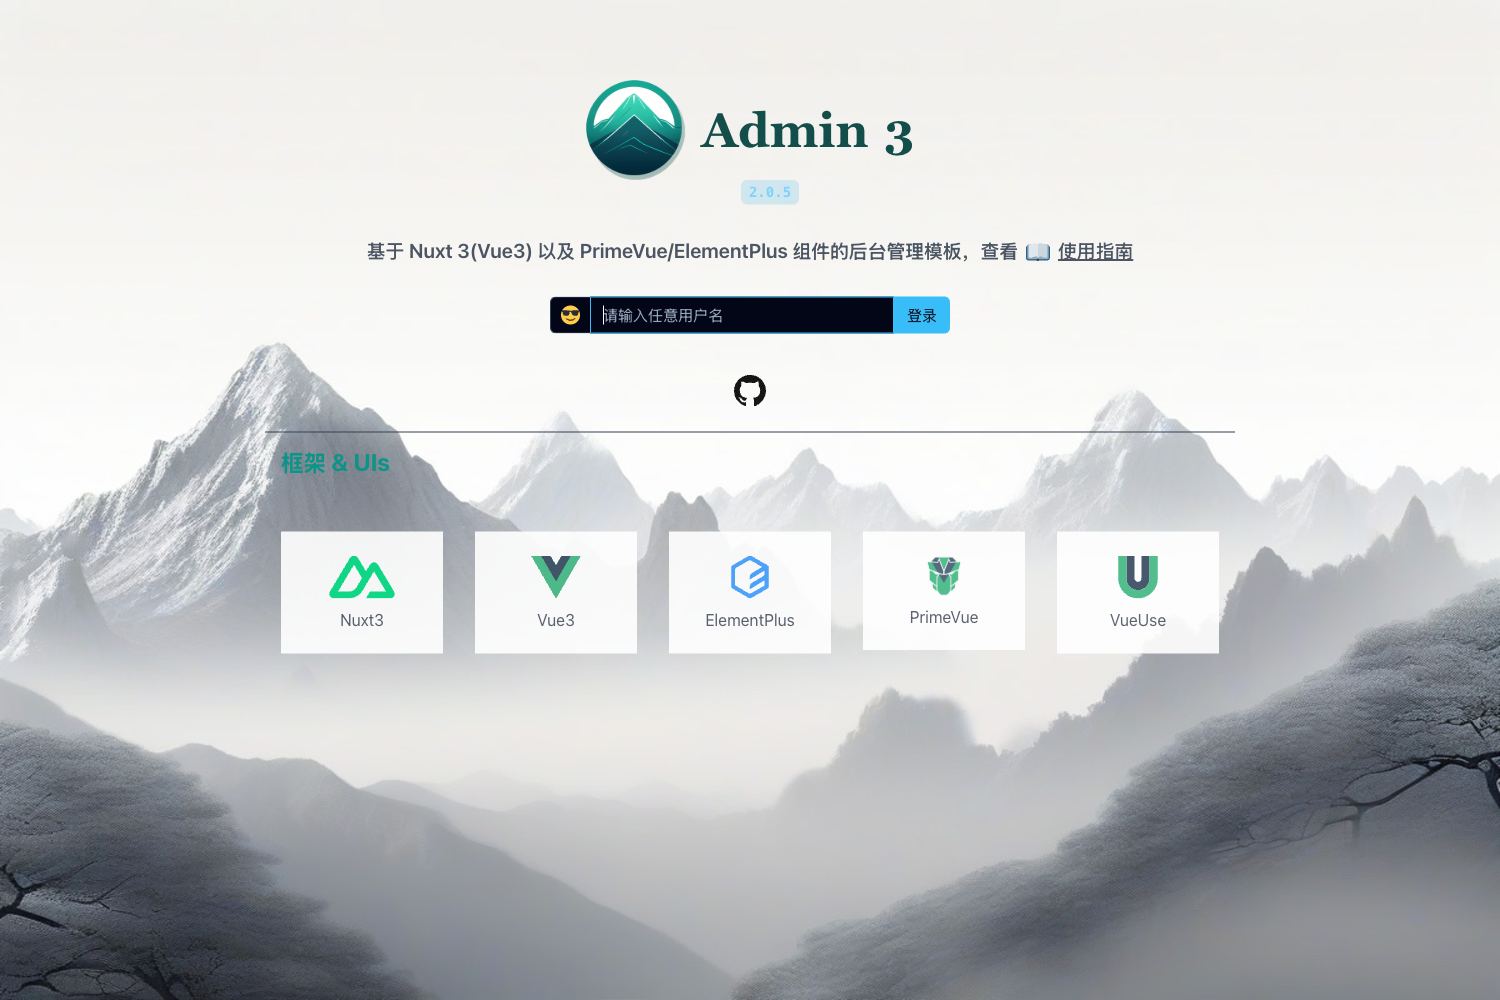 Admin 3
2.0.5
基于 Nuxt 3(Vue3) 以及 PrimeVue/ElementPlus 组件的后台管理模板，查看 📖 使用指南
😎 请输入任意用户名 登录
框架 & UIs
Nuxt3
Vue3
ElementPlus
PrimeVue
VueUse